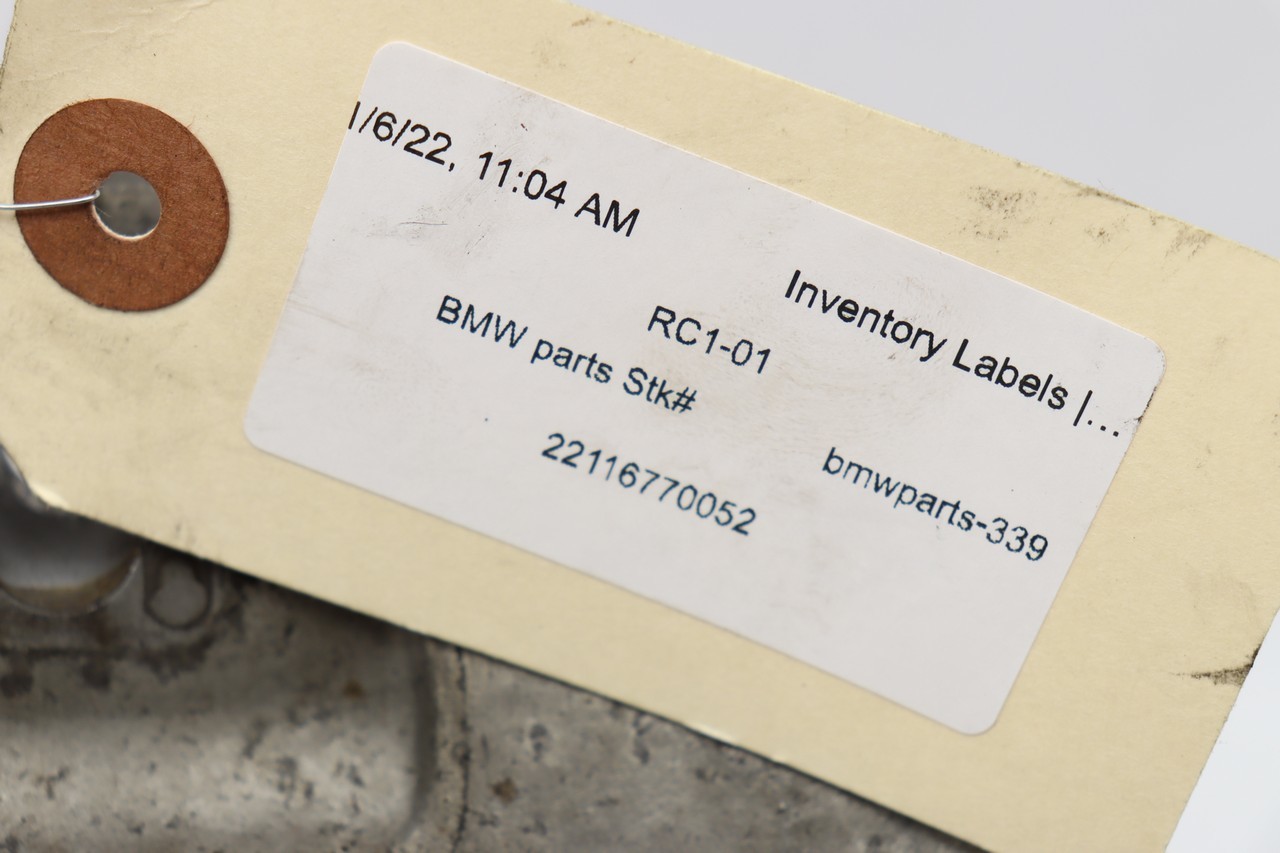 1/6/22, 11:04 AM
Inventory Labels |...
RC1-01
BMW parts Stk#
bmwparts-339
22116770052